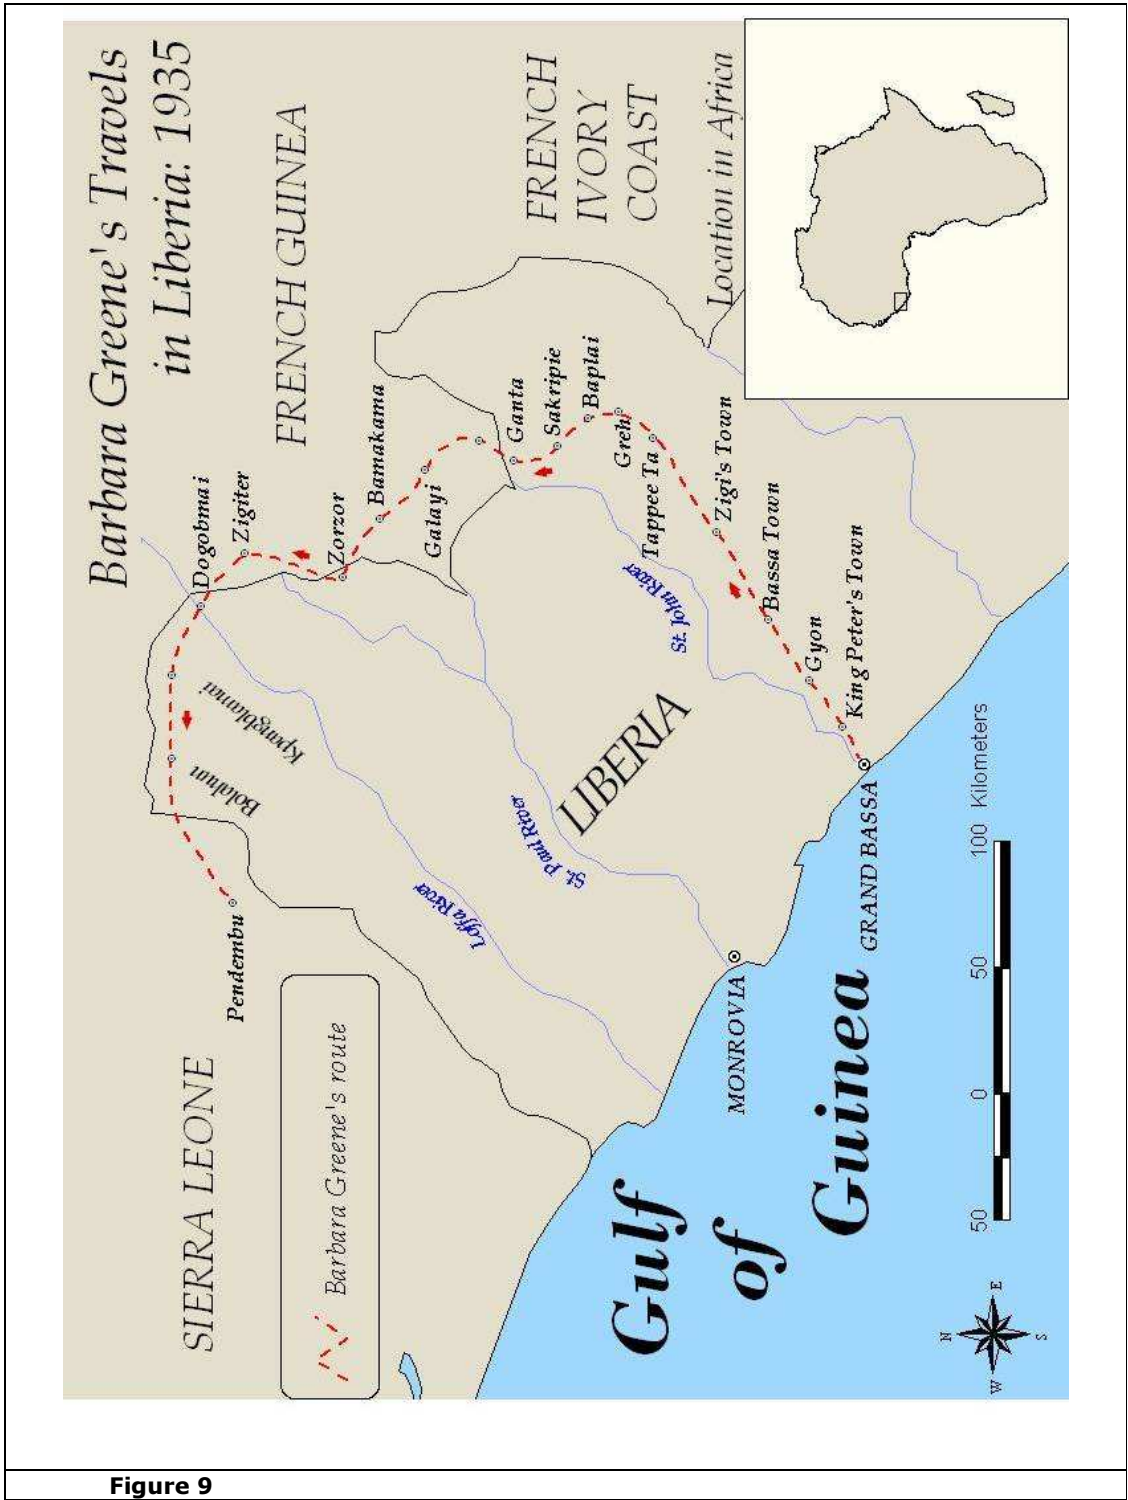 Barbara Greene's Travels
in Liberia: 1935
SIERRA LEONE
FRENCH GUINEA
FRENCH
IVORY
COAST
Location in Africa
Barbara Greene's route
Pendembu
Bolahun
Kpangblamai
Dogobmai
Zigiter
Zorzor
Bamakama
Galayi
Ganta
Sakripie
Baplai
Greh
Tappee Ta
Zigi's Town
Bassa Town
Gyon
King Peter's Town
GRAND BASSA
MONROVIA
LIBERIA
Loffa River
St. Paul River
St. John River
Gulf
of
Guinea
50 0 50 100 Kilometers
N
W E
S
Figure 9